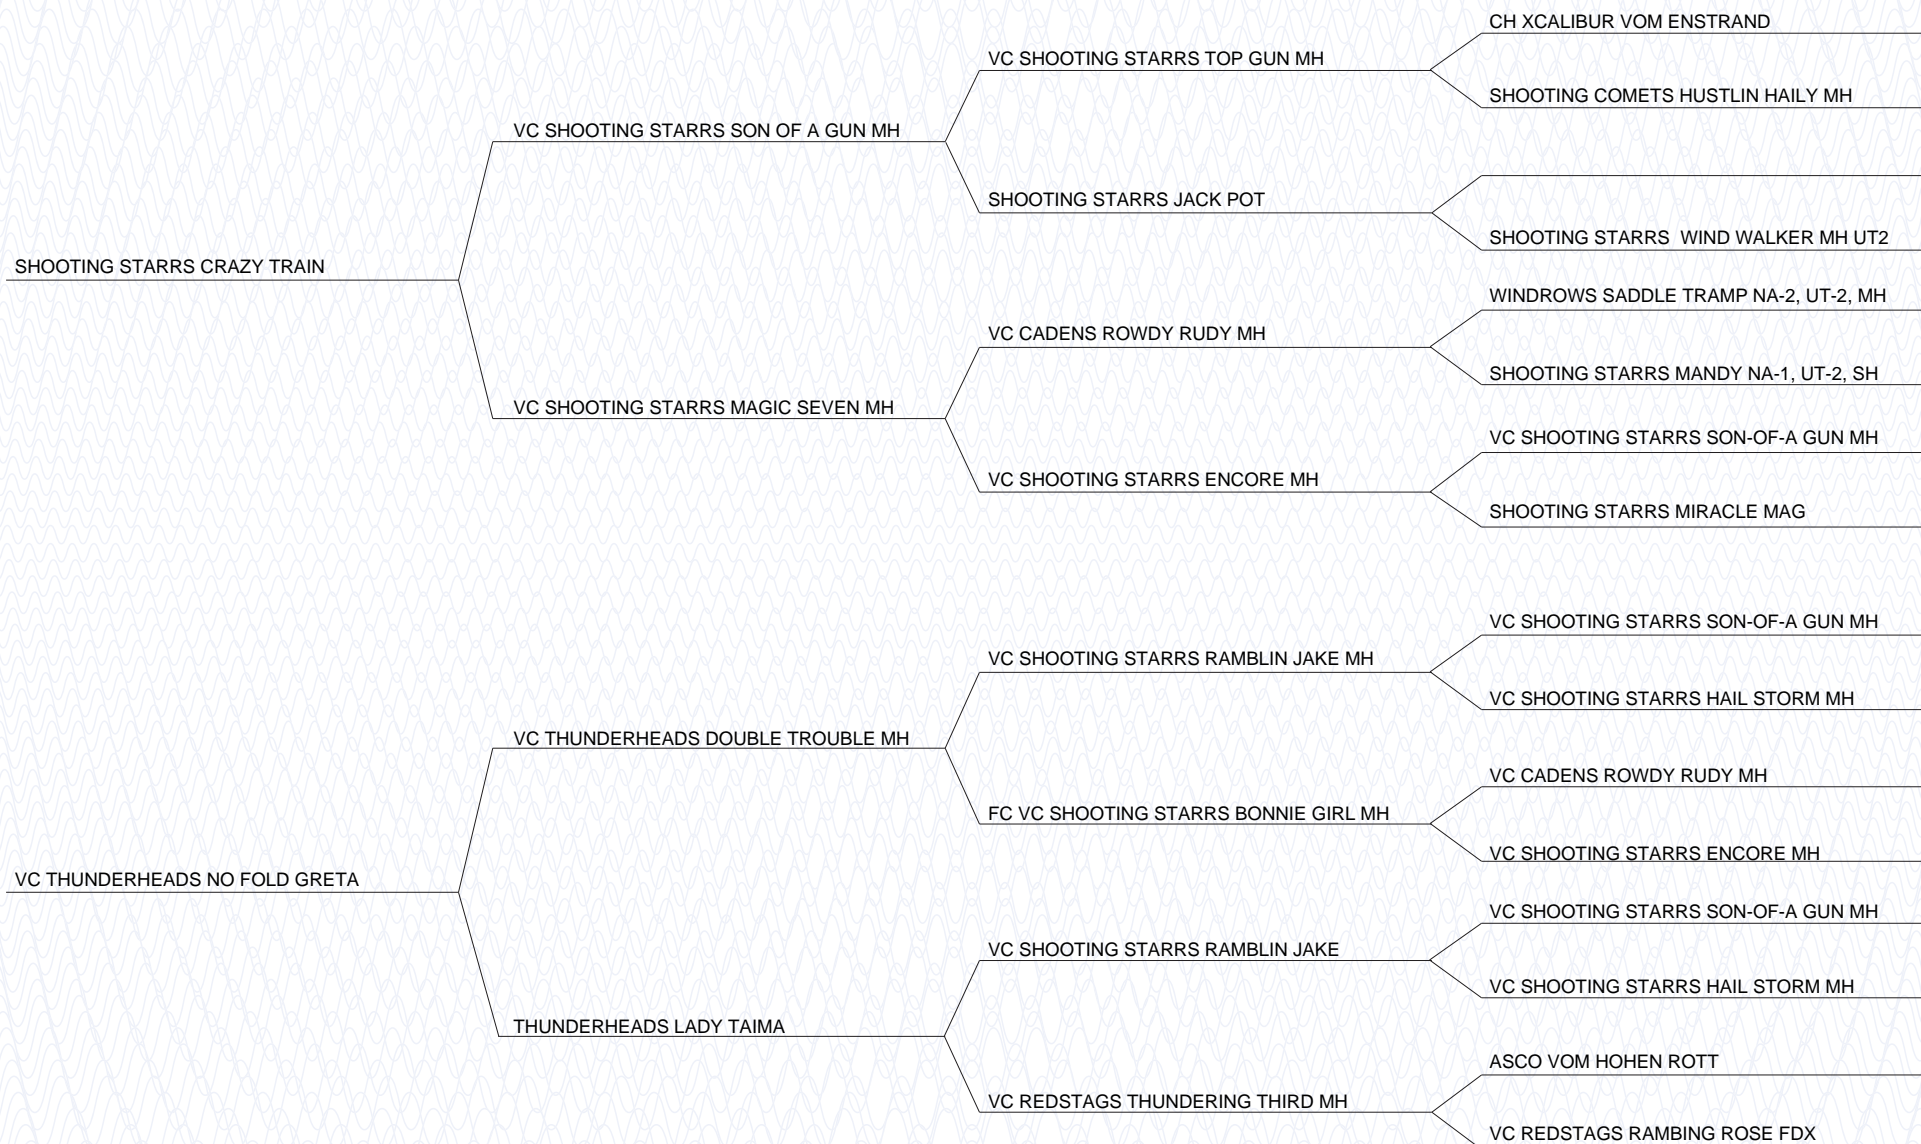 CH XCALIBUR VOM ENSTRAND
VC SHOOTING STARRS TOP GUN MH
SHOOTING COMETS HUSTLIN HAILY MH
VC SHOOTING STARRS SON OF A GUN MH
SHOOTING STARRS JACK POT
SHOOTING STARRS  WIND WALKER MH UT2
SHOOTING STARRS CRAZY TRAIN
WINDROWS SADDLE TRAMP NA-2, UT-2, MH
VC CADENS ROWDY RUDY MH
SHOOTING STARRS MANDY NA-1, UT-2, SH
VC SHOOTING STARRS MAGIC SEVEN MH
VC SHOOTING STARRS SON-OF-A GUN MH
VC SHOOTING STARRS ENCORE MH
SHOOTING STARRS MIRACLE MAG
VC SHOOTING STARRS SON-OF-A GUN MH
VC SHOOTING STARRS RAMBLIN JAKE MH
VC SHOOTING STARRS HAIL STORM MH
VC THUNDERHEADS DOUBLE TROUBLE MH
VC CADENS ROWDY RUDY MH
FC VC SHOOTING STARRS BONNIE GIRL MH
VC SHOOTING STARRS ENCORE MH
VC THUNDERHEADS NO FOLD GRETA
VC SHOOTING STARRS SON-OF-A GUN MH
VC SHOOTING STARRS RAMBLIN JAKE
VC SHOOTING STARRS HAIL STORM MH
THUNDERHEADS LADY TAIMA
ASCO VOM HOHEN ROTT
VC REDSTAGS THUNDERING THIRD MH
VC REDSTAGS RAMBING ROSE FDX